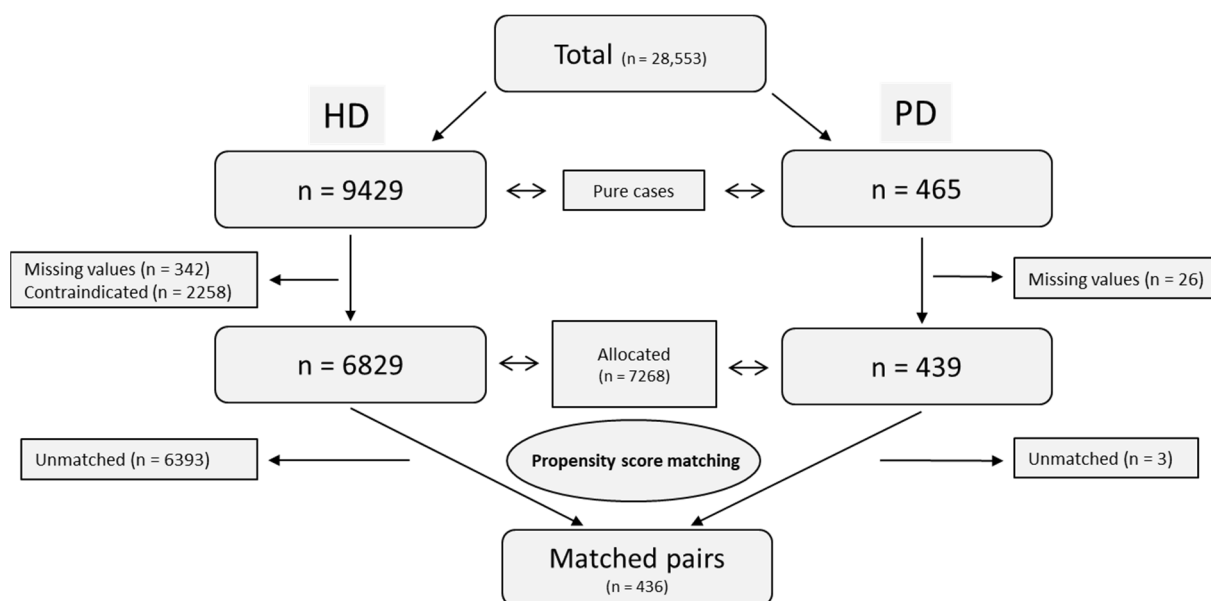 Total (n = 28,553)
HD
PD
n = 9429
Pure cases
n = 465
Missing values (n = 342)
Contraindicated (n = 2258)
Missing values (n = 26)
n = 6829
Allocated
(n = 7268)
n = 439
Unmatched (n = 6393)
Propensity score matching
Unmatched (n = 3)
Matched pairs
(n = 436)